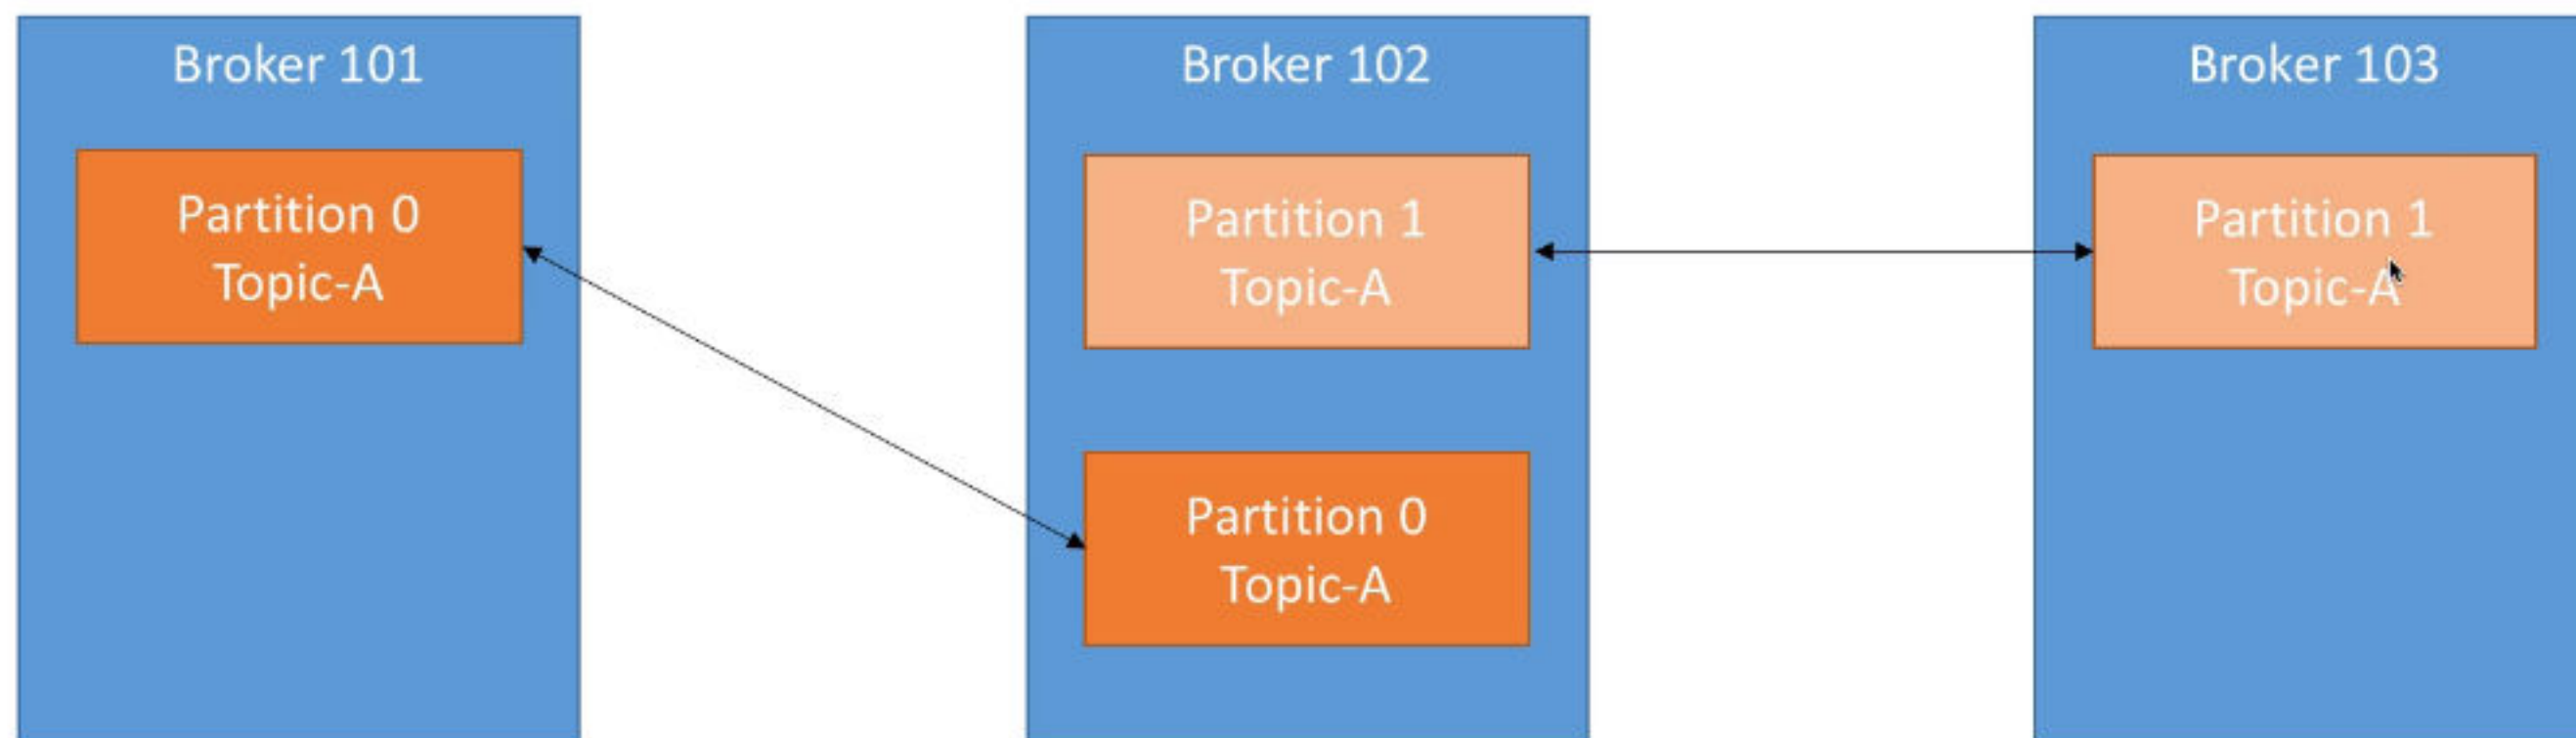 Broker 101
Partition 0
Topic-A
Broker 102
Partition 1
Topic-A
Partition 0
Topic-A
Broker 103
Partition 1
Topic-A